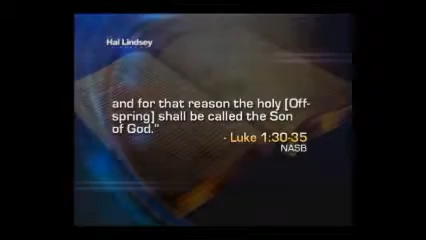 Hal Lindsey
and for that reason the holy [Off-
spring] shall be called the Son
of God."
- Luke 1:30-35
NASB